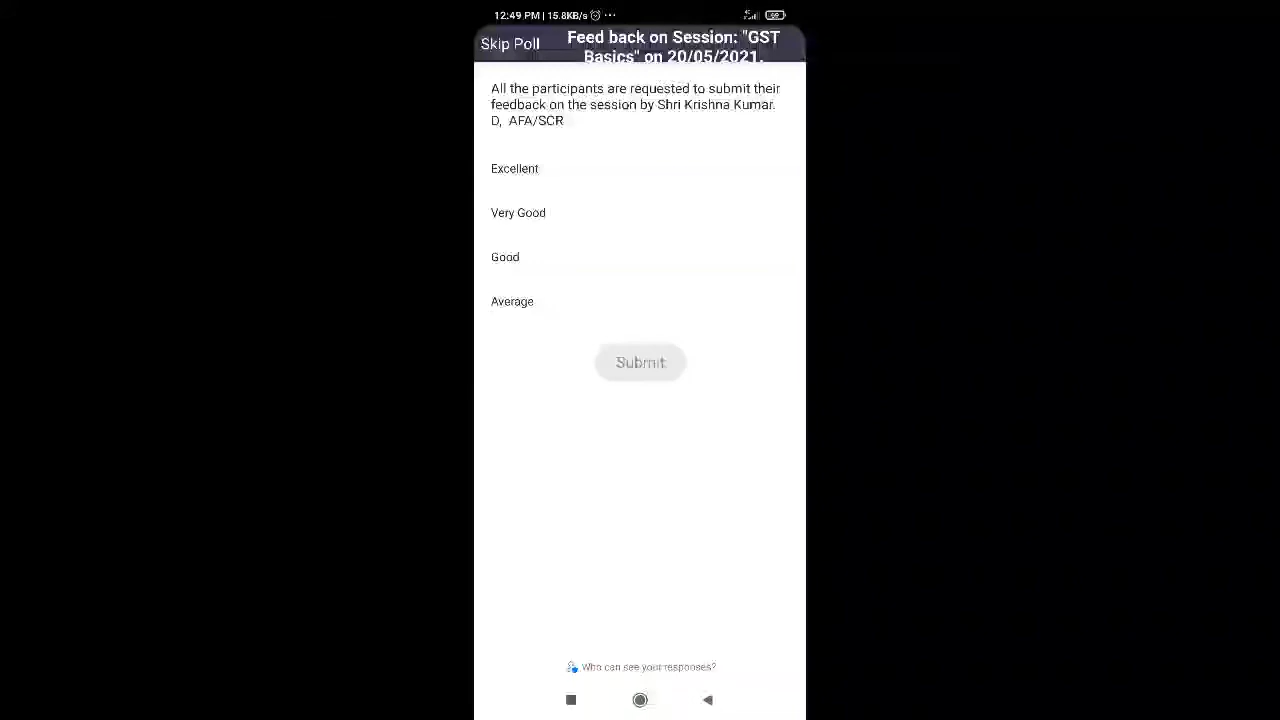 12:49 PM | 15.8KB/s
Skip Poll
Feed back on Session: "GST
Basics" on 20/05/2021.
All the participants are requested to submit their
feedback on the session by Shri Krishna Kumar.
D, AFA/SCR
Excellent
Very Good
Good
Average
Submit
Who can see your responses?